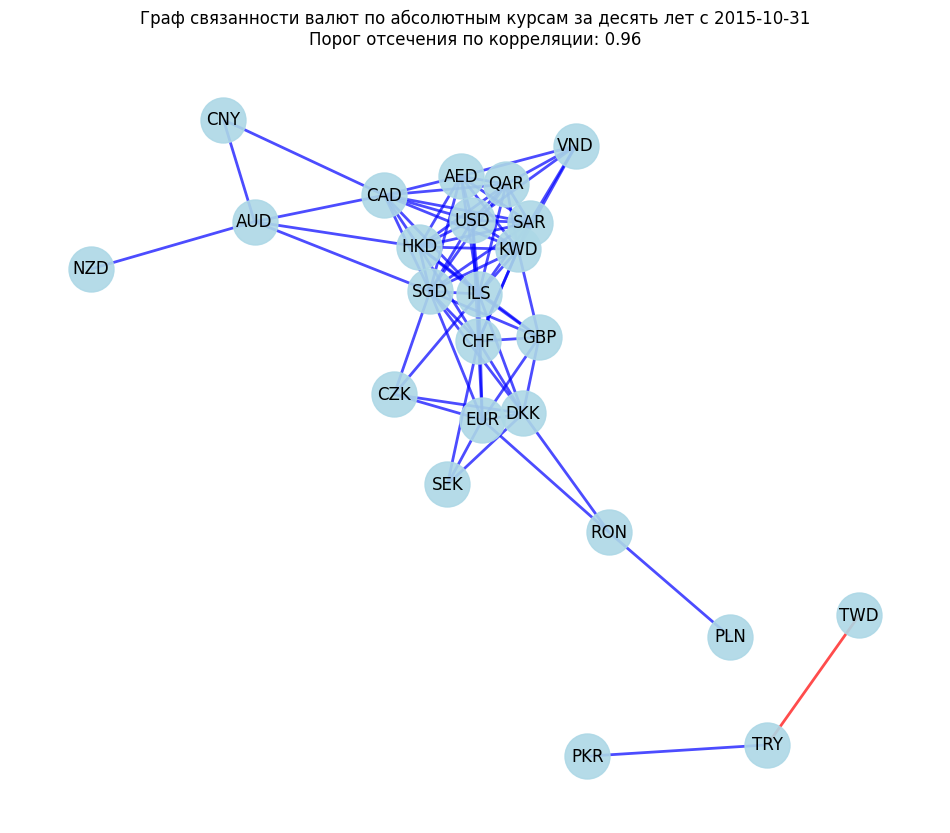 Граф связанности валют по абсолютным курсам за десять лет с 2015-10-31
Порог отсечения по корреляции: 0.96
CNY
VND
AED
QAR
CAD
USD
SAR
AUD
HKD
KWD
NZD
SGD
ILS
CHF
GBP
CZK
EUR
DKK
SEK
RON
TWD
PLN
TRY
PKR